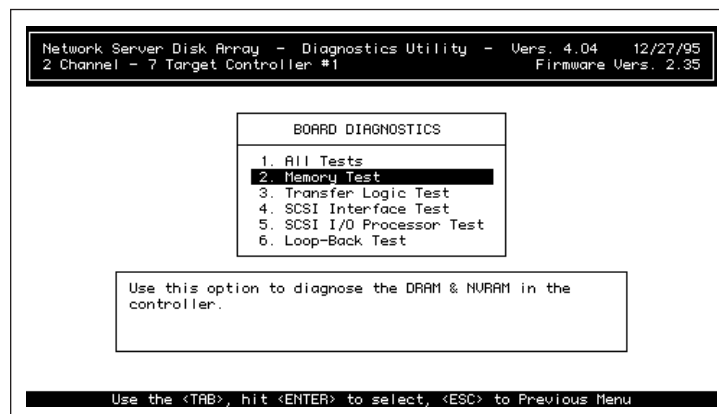 Network Server Disk Array - Diagnostics Utility - Vers. 4.04 12/27/95
2 Channel - 7 Target Controller #1 Firmware Vers. 2.35
BOARD DIAGNOSTICS
1. All Tests
2. Memory Test
3. Transfer Logic Test
4. SCSI Interface Test
5. SCSI I/O Processor Test
6. Loop-Back Test
Use this option to diagnose the DRAM & NVRAM in the
controller.
Use the <TAB>, hit <ENTER> to select, <ESC> to Previous Menu